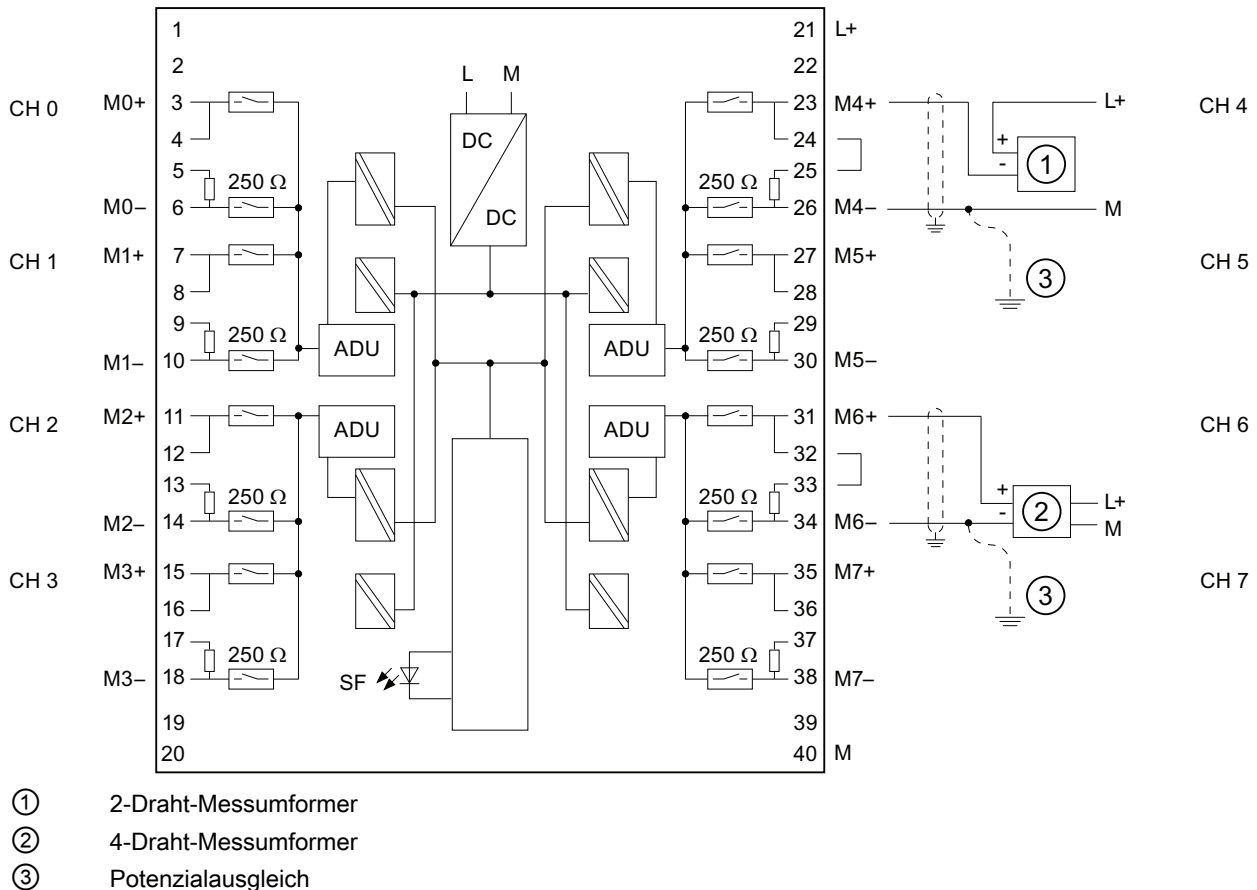 1 21 L+
2 22
L M
CH 0 M0+ 3 23 M4+ L+ CH 4
4 DC 24
+
5 250 Ω 250 Ω 25 - 1
M0– 6 DC 26 M4– M
CH 1 M1+ 7 27 M5+ CH 5
8 28 3
9 250 Ω ADU ADU 250 Ω 29
M1– 10 30 M5–
CH 2 M2+ 11 ADU ADU 31 M6+ CH 6
12 32
13 250 Ω 250 Ω 33 + L+
- 2
M2– 14 34 M6– M
CH 3 M3+ 15 35 M7+ CH 7
16 36 3
17 250 Ω 250 Ω 37
M3– 18 SF 38 M7–
19 39
20 40 M
① 2-Draht-Messumformer
② 4-Draht-Messumformer
③ Potenzialausgleich